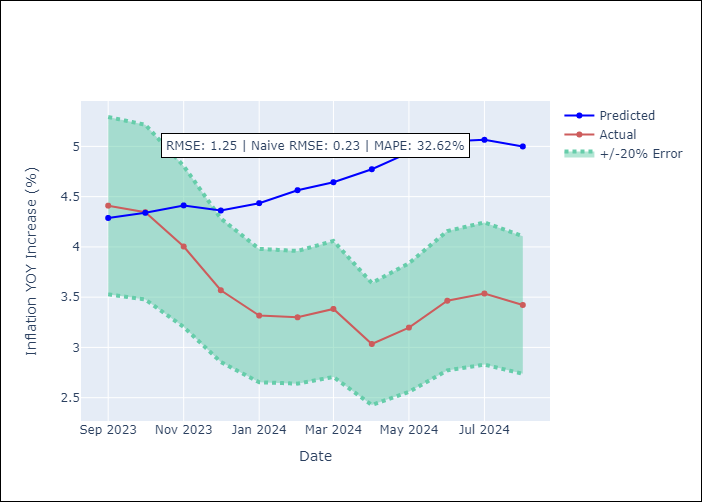 RMSE: 1.25 | Naive RMSE: 0.23 | MAPE: 32.62%
Predicted
Actual
+/-20% Error
Inflation YOY Increase (%)
5
4.5
4
3.5
3
2.5
Sep 2023
Nov 2023
Jan 2024
Mar 2024
May 2024
Jul 2024
Date